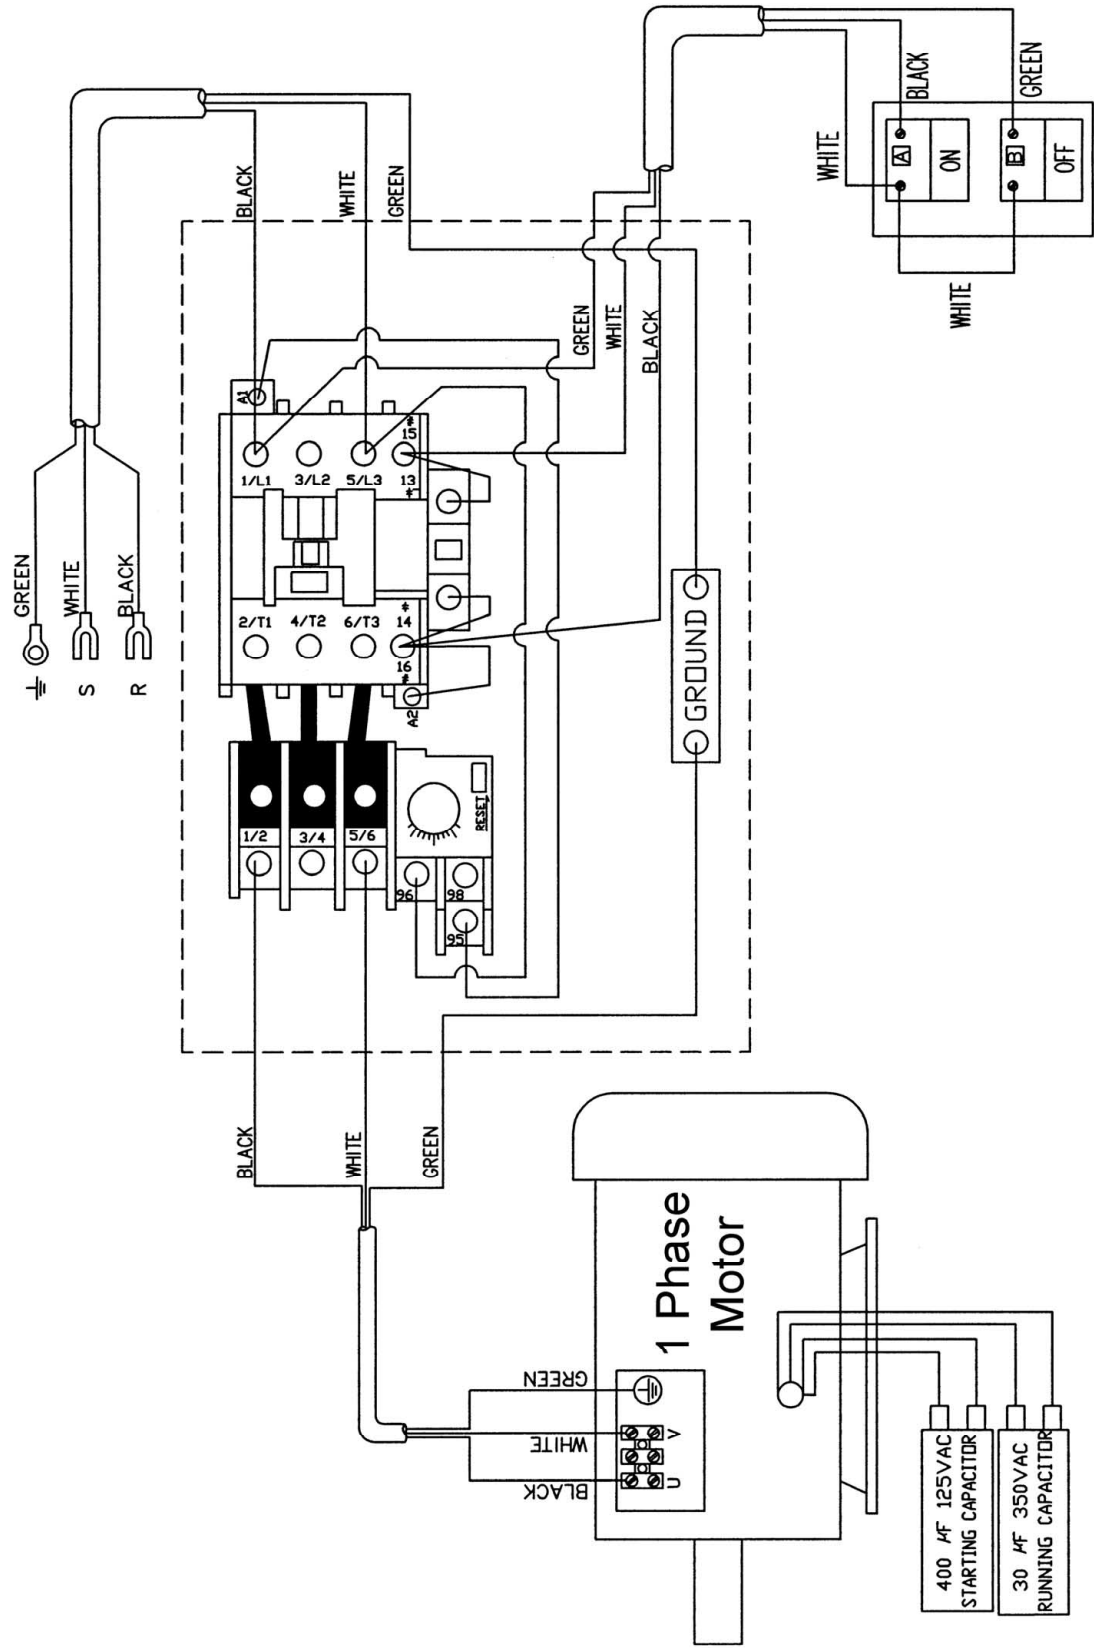 BLACK
GREEN
WHITE
A
ON
B
OFF
WHITE
BLACK
WHITE
GREEN
GREEN
WHITE
BLACK
GREEN
WHITE
BLACK
S
R
A1
1/L1
3/L2
5/L3
15
#
13
#
2/T1
4/T2
6/T3
#
14
16
#
A2
GROUND
1/2
3/4
5/6
RESET
96
98
95
BLACK
WHITE
GREEN
1 Phase
Motor
GREEN
WHITE
BLACK
V
U
400 µF 125VAC
STARTING CAPACITOR
30 µF 350VAC
RUNNING CAPACITOR